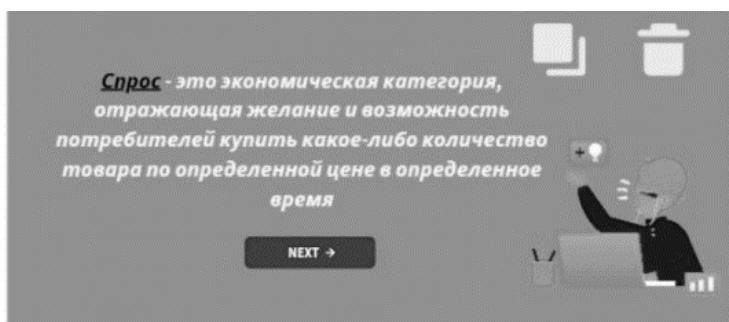 Спрос - это экономическая категория,
отражающая желание и возможность
потребителей купить какое-либо количество
товара по определенной цене в определенное
время
NEXT →